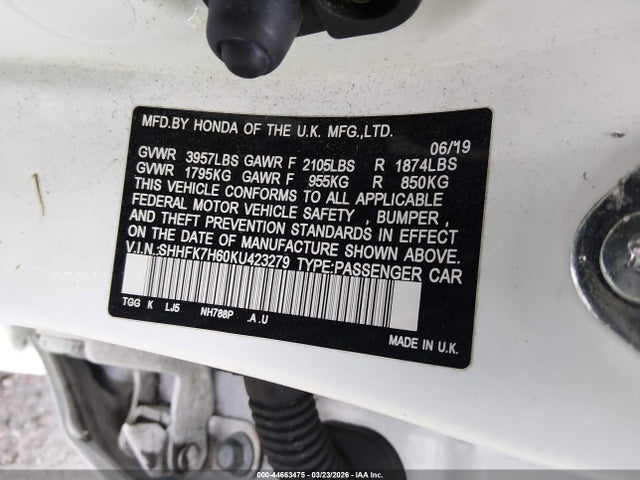 MFD.BY HONDA OF THE U.K. MFG.,LTD.
06/'19
GVWR 3957LBS GAWR F 2105LBS R 1874LBS
GVWR 1795KG GAWR F 955KG R 850KG
THIS VEHICLE CONFORMS TO ALL APPLICABLE
FEDERAL MOTOR VEHICLE SAFETY , BUMPER ,
AND THEFT PREVENTION STANDARDS IN EFFECT
ON THE DATE OF MANUFACTURE SHOWN ABOVE.
V.I.N.:SHHFK7H60KU423279 TYPE:PASSENGER CAR
TGG K LJ5 NH788P .A .U
MADE IN U.K.
000-44663475 - 03/23/2026 - IAA Inc.